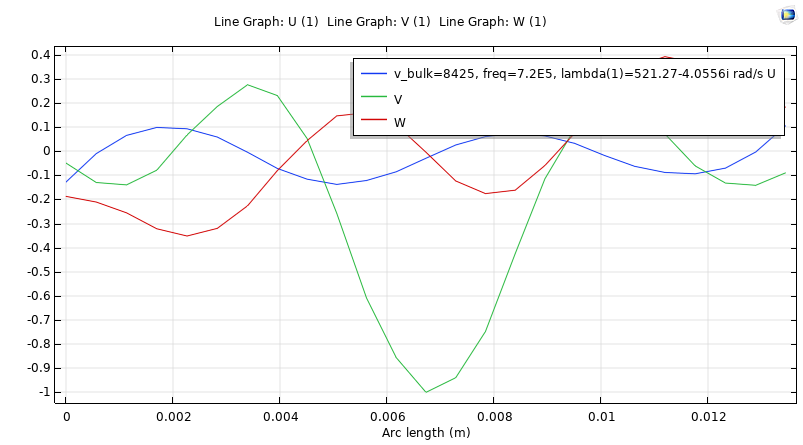 Line Graph: U (1) Line Graph: V (1) Line Graph: W (1)
v_bulk=8425, freq=7.2E5, lambda(1)=521.27-4.0556i rad/s U
V
W
0.4
0.3
0.2
0.1
0
-0.1
-0.2
-0.3
-0.4
-0.5
-0.6
-0.7
-0.8
-0.9
-1
0 0.002 0.004 0.006 0.008 0.01 0.012
Arc length (m)